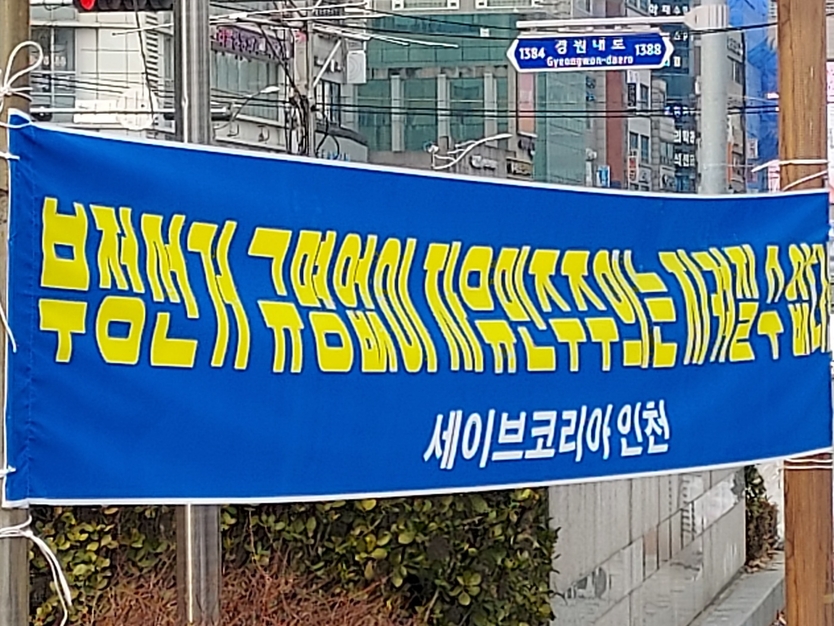 1384 경원대로 1388
Gyeongwon-daero
부정선거 규명없이 자유민주주의는 지켜질 수 없다
세이브코리아 인천